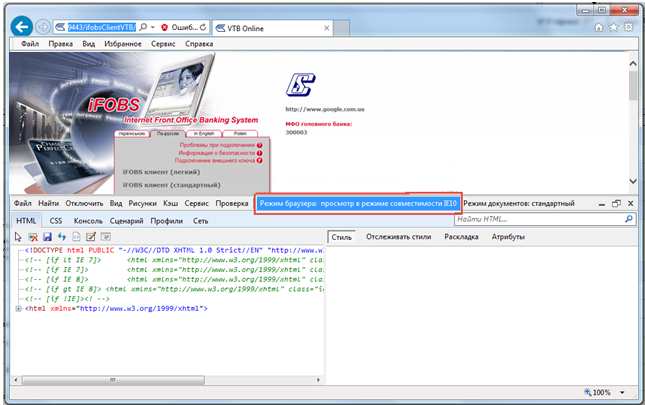 9443/ifobsClientVTB/
Ошиб...
VTB Online
Файл Правка Вид Избранное Сервис Справка
iFOBS
Internet Front Office Banking System
Українською По-русски In English Polski
Проблемы при подключении
Информация о безопасности
Подключение внешнего ключа
iFOBS клиент (легкий)
iFOBS клиент (стандартный)
http://www.google.com.ua
МФО головного банка:
300003
Файл Найти Отключить Вид Рисунки Кэш Сервис Проверка Режим браузера: просмотр в режиме совместимости IE10 Режим документов: стандартный
HTML CSS Консоль Сценарий Профили Сеть
Найти HTML...
Стиль Отслеживать стили Раскладка Атрибуты
<!DOCTYPE html PUBLIC "-//W3C//DTD XHTML 1.0 Strict//EN" "http://www.w3
<!-- [if lt IE 7]> <html xmlns="http://www.w3.org/1999/xhtml" clas
<!-- [if IE 7]> <html xmlns="http://www.w3.org/1999/xhtml" clas
<!-- [if IE 8]> <html xmlns="http://www.w3.org/1999/xhtml" clas
<!-- [if gt IE 8]> <html xmlns="http://www.w3.org/1999/xhtml" class="i
<!-- [if !IE]><! -->
<html xmlns="http://www.w3.org/1999/xhtml">
100%